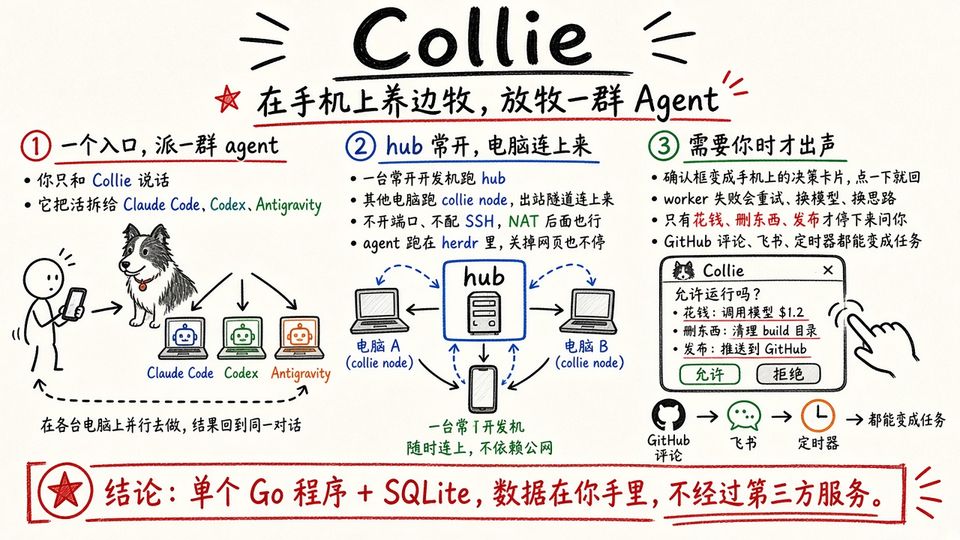 Collie
在手机上养边牧，放牧一群 Agent
① 一个入口，派一群 agent
• 你只和 Collie 说话
• 它把活拆给 Claude Code、Codex、Antigravity
Claude Code
Codex
Antigravity
在各台电脑上并行去做，结果回到同一对话
② hub 常开，电脑连上来
• 一台常开开发机跑 hub
• 其他电脑跑 collie node，出站隧道连上来
• 不开端口、不配 SSH，NAT 后面也行
• agent 跑在 herdr 里，关掉网页也不停
hub
电脑 A
(collie node)
电脑 B
(collie node)
一台常丁开发机
随时连上，不依赖公网
③ 需要你时才出声
• 确认框变成手机上的决策卡片，点一下就回
• worker 失败会重试、换模型、换思路
• 只有花钱、删东西、发布才停下来问你
• GitHub 评论、飞书、定时器都能变成任务
Collie ×
允许运行吗？
• 花钱：调用模型 $1.2
• 删东西：清理 build 目录
• 发布：推送到 GitHub
允许 拒绝
GitHub
评论
飞书
定时器
都能变成任务
结论：单个 Go 程序 + SQLite，数据在你手里，不经过第三方服务。